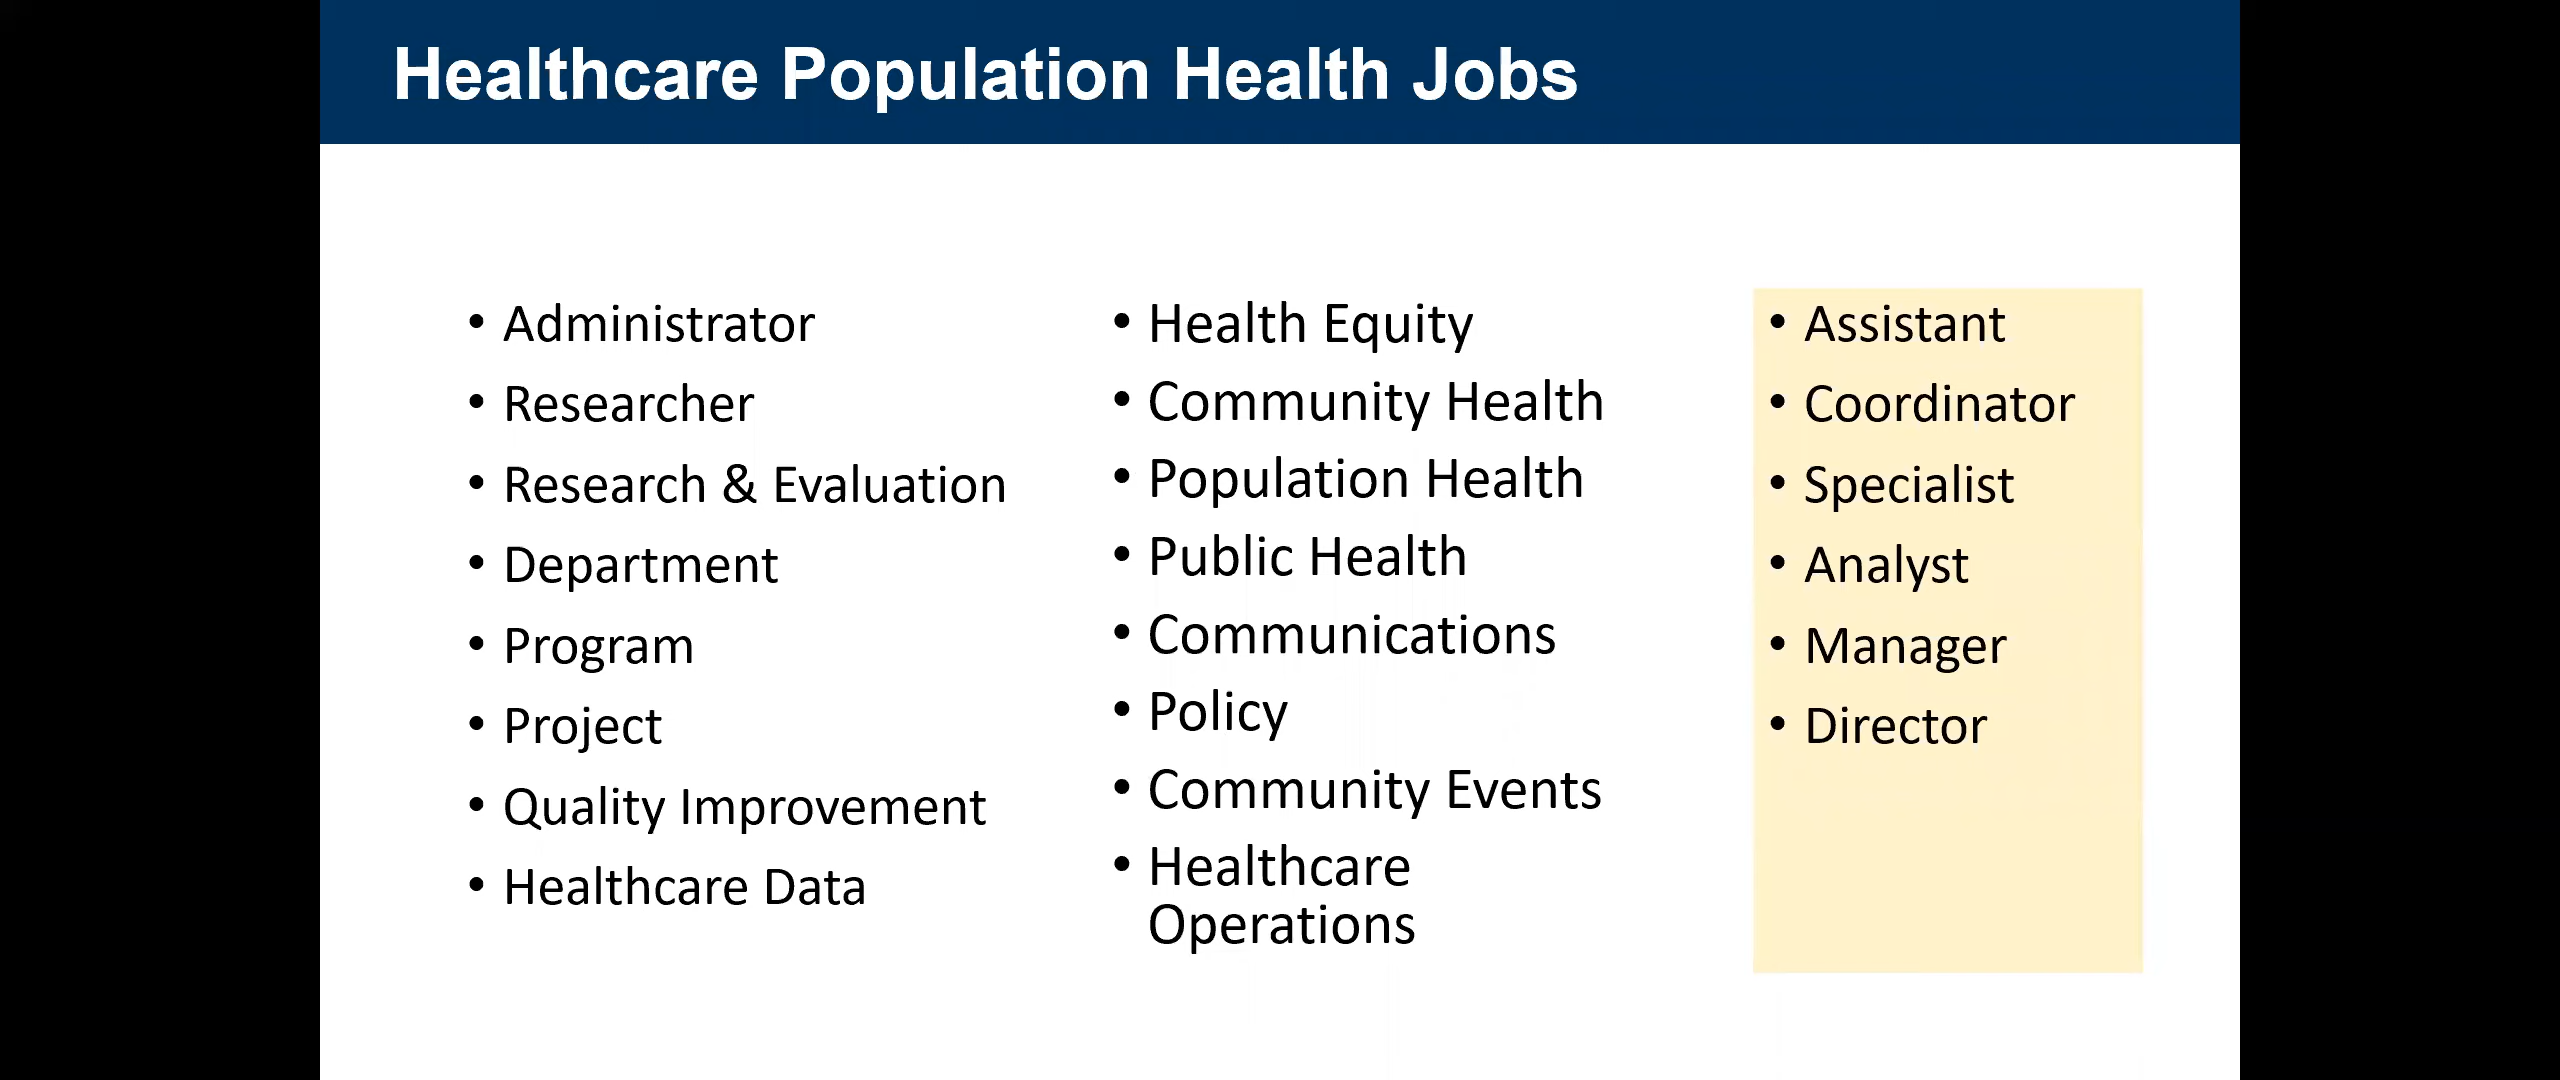 Healthcare Population Health Jobs
• Administrator
• Researcher
• Research & Evaluation
• Department
• Program
• Project
• Quality Improvement
• Healthcare Data
• Health Equity
• Community Health
• Population Health
• Public Health
• Communications
• Policy
• Community Events
• Healthcare
Operations
• Assistant
• Coordinator
• Specialist
• Analyst
• Manager
• Director